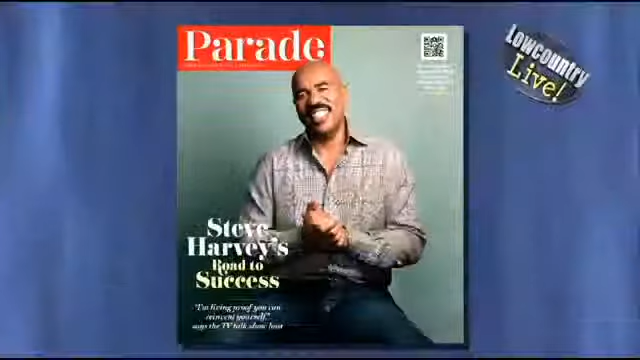 Parade
Lowcountry
Live!
Steve
Harvey's
Road to
Success
"I'm living proof you can
reinvent yourself,"
says the TV talk show host